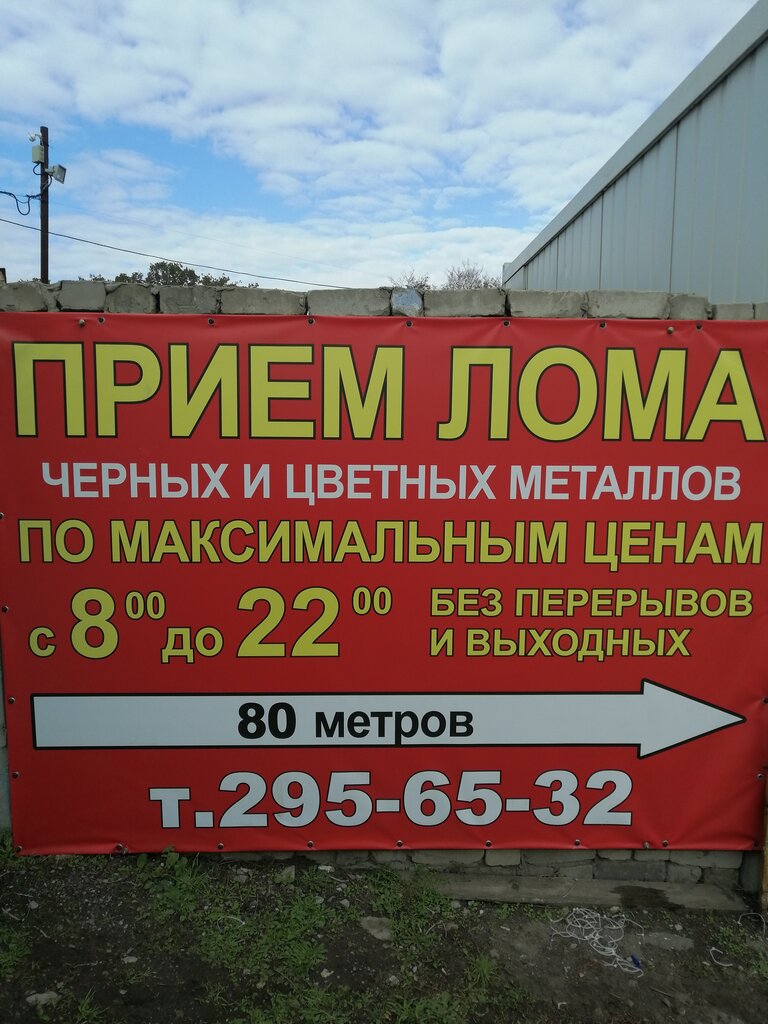 ПРИЕМ ЛОМА
ЧЕРНЫХ И ЦВЕТНЫХ МЕТАЛЛОВ
ПО МАКСИМАЛЬНЫМ ЦЕНАМ
с 8 00 до 22 00
БЕЗ ПЕРЕРЫВОВ
И ВЫХОДНЫХ
80 метров
т.295-65-32